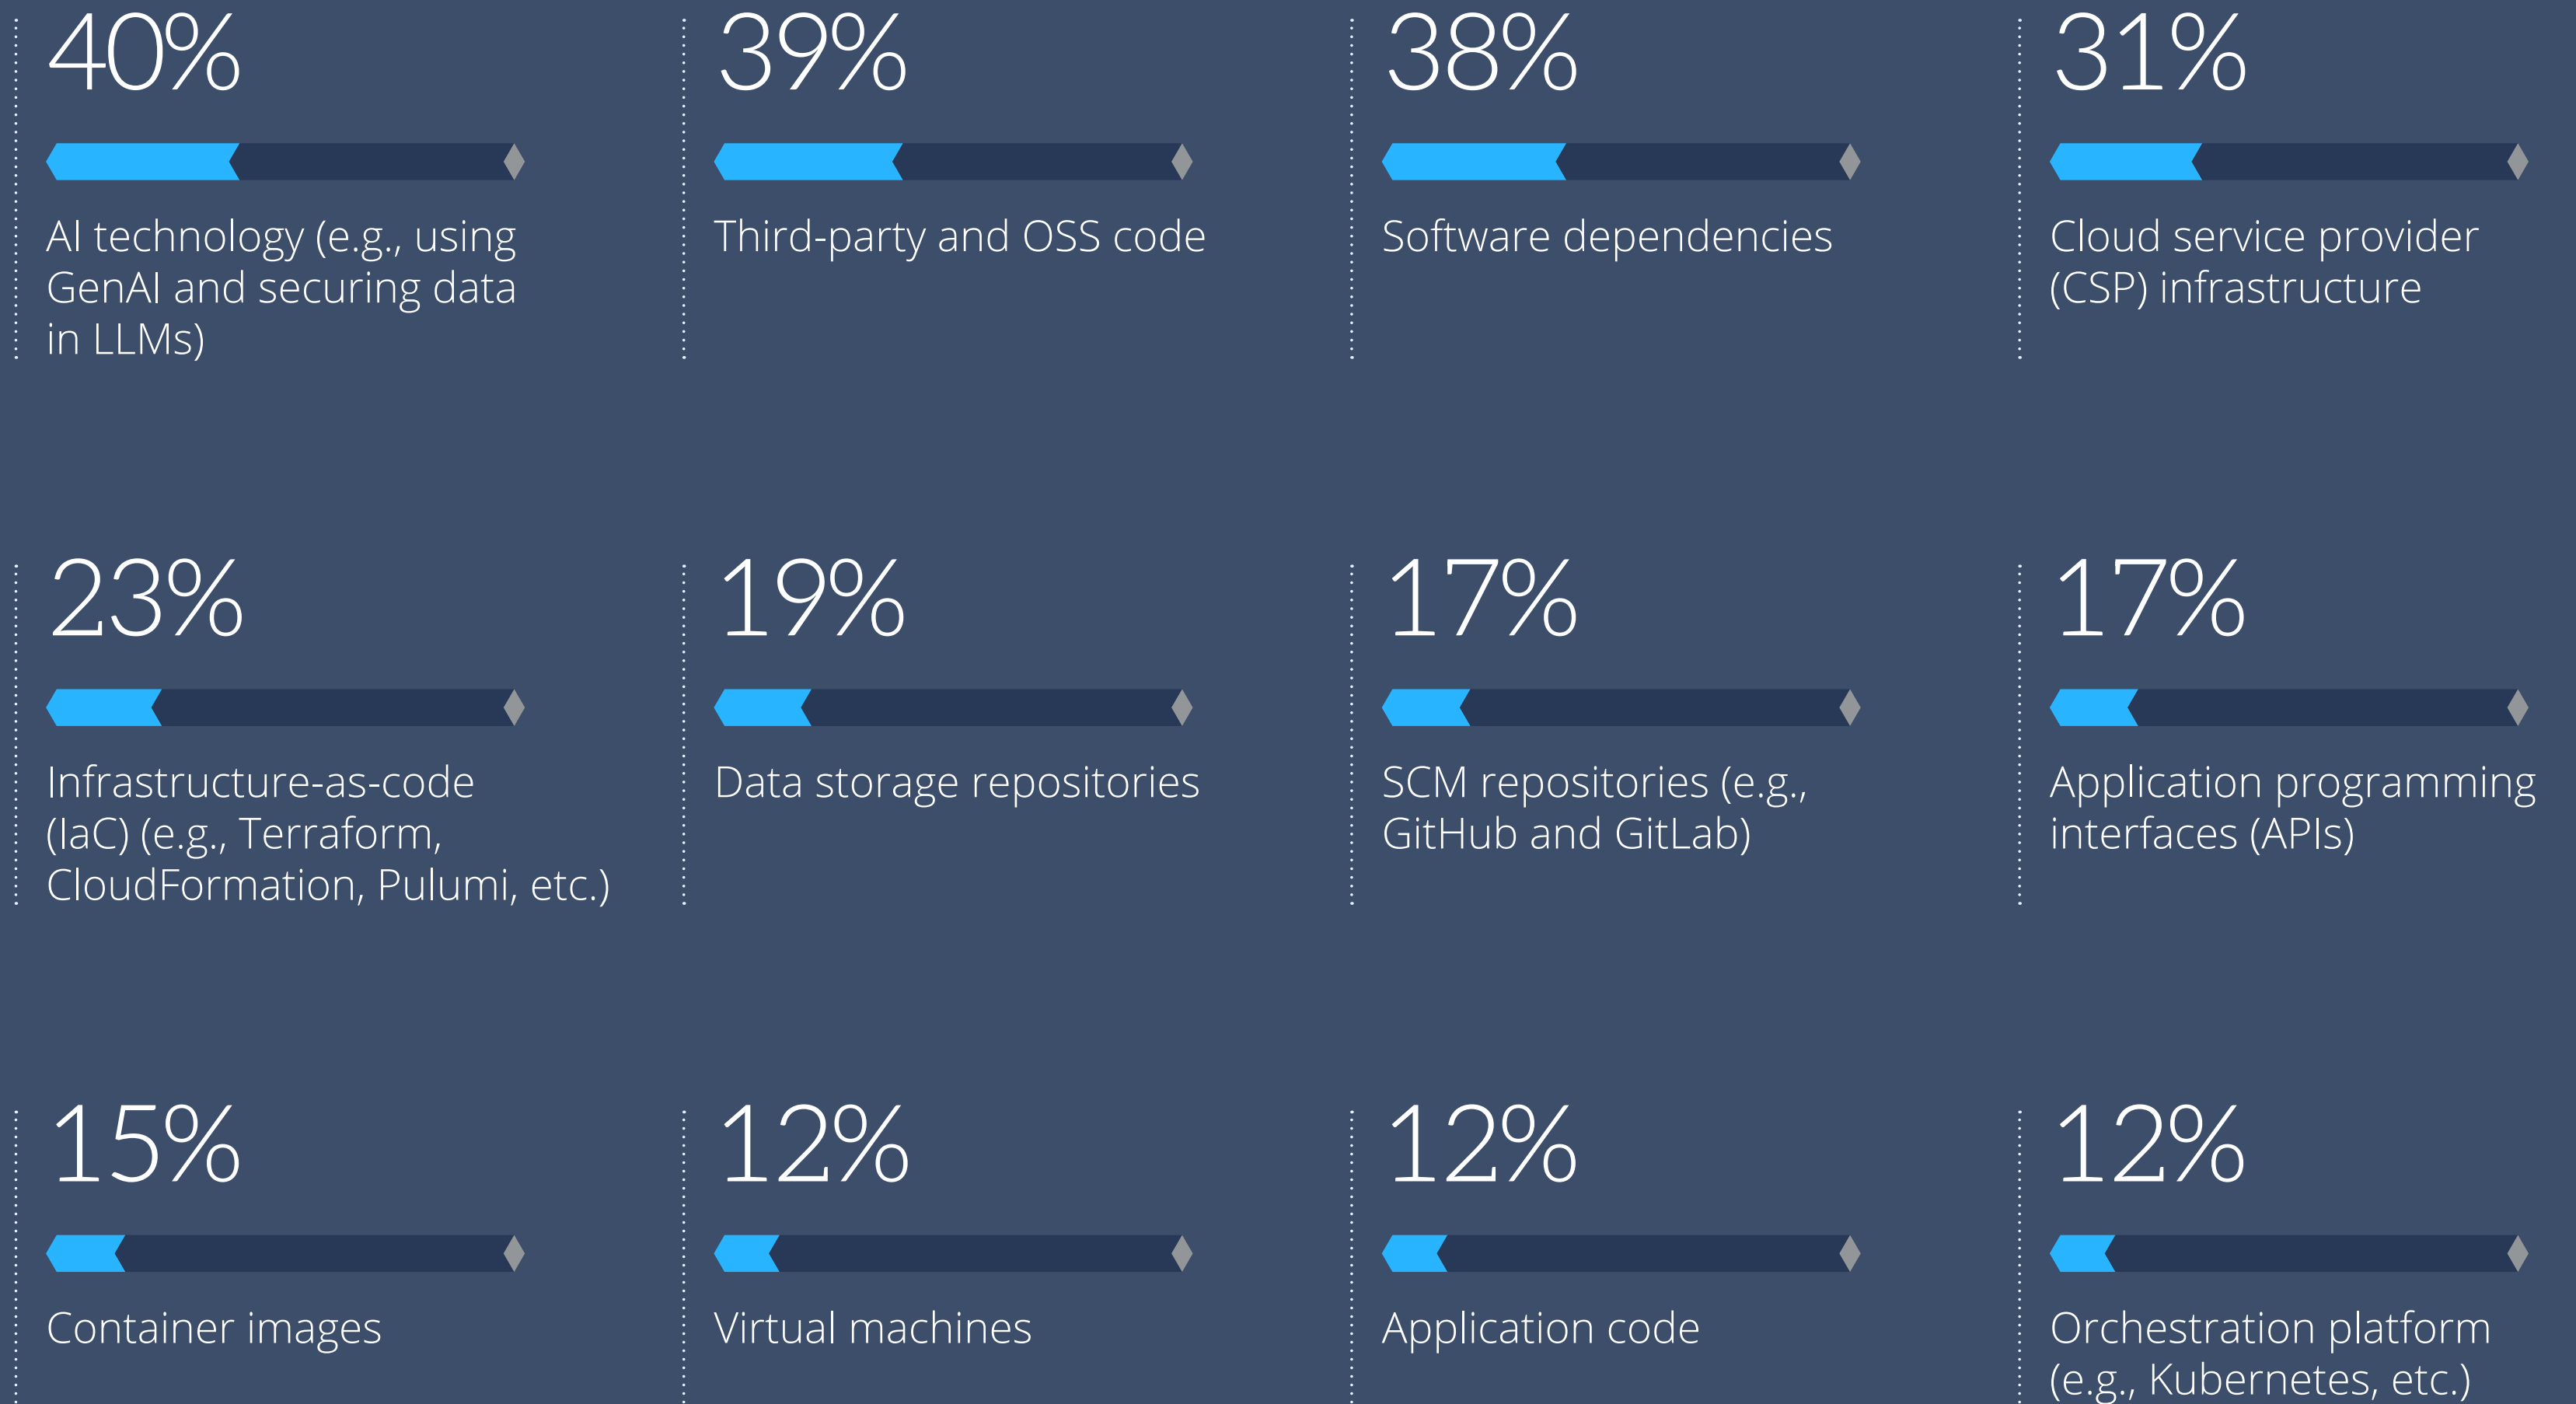 40%
AI technology (e.g., using
GenAI and securing data
in LLMs)
39%
Third-party and OSS code
38%
Software dependencies
31%
Cloud service provider
(CSP) infrastructure
23%
Infrastructure-as-code
(IaC) (e.g., Terraform,
CloudFormation, Pulumi, etc.)
19%
Data storage repositories
17%
SCM repositories (e.g.,
GitHub and GitLab)
17%
Application programming
interfaces (APIs)
15%
Container images
12%
Virtual machines
12%
Application code
12%
Orchestration platform
(e.g., Kubernetes, etc.)